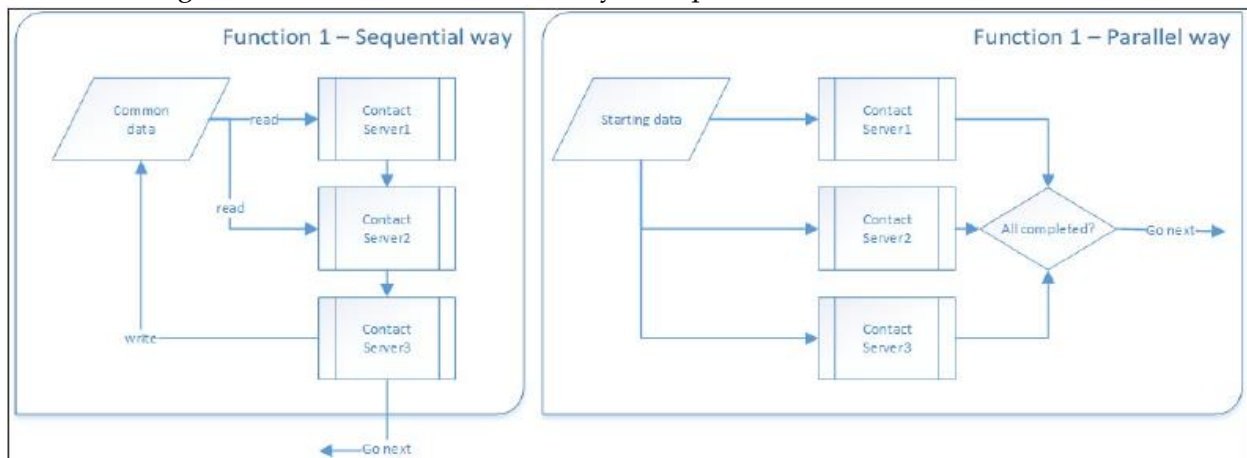 Function 1 – Sequential way
Common
data
read
Contact
Server1
read
Contact
Server2
write
Contact
Server3
Go next
Function 1 – Parallel way
Starting data
Contact
Server1
Contact
Server2
All completed?
Go next
Contact
Server3